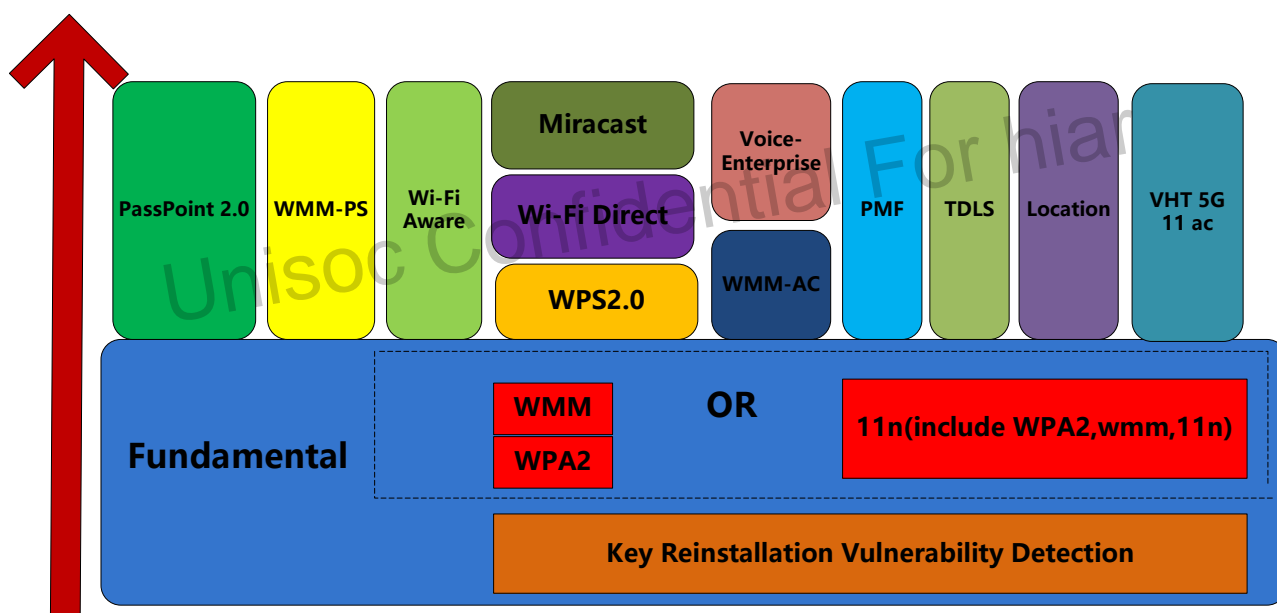 PassPoint 2.0
WMM-PS
Wi-Fi
Aware
Miracast
Wi-Fi Direct
WPS2.0
Voice-
Enterprise
WMM-AC
PMF
TDLS
Location
VHT 5G
11 ac
Unisoc Confidential For hiar
Fundamental
WMM
WPA2
OR
11n(include WPA2,wmm,11n)
Key Reinstallation Vulnerability Detection